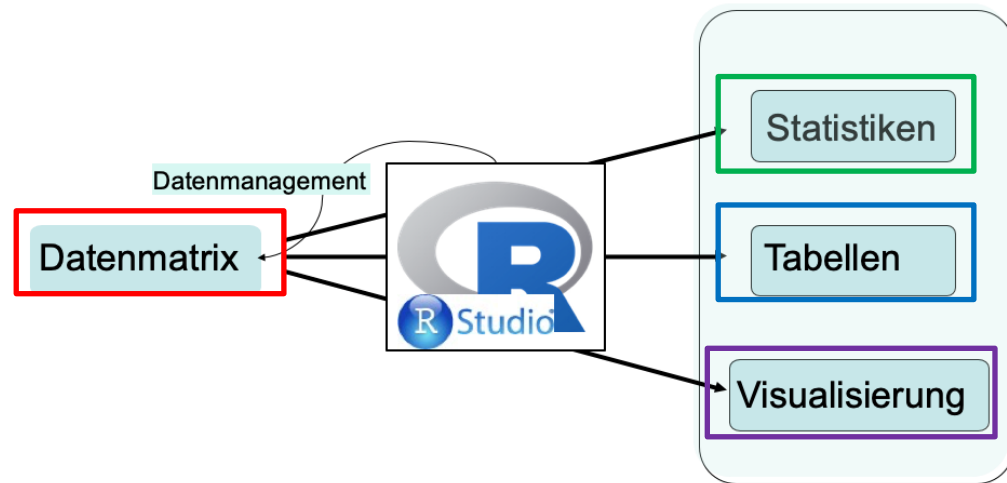 Statistiken
Datenmanagement
Datenmatrix
R
R Studio
Tabellen
Visualisierung